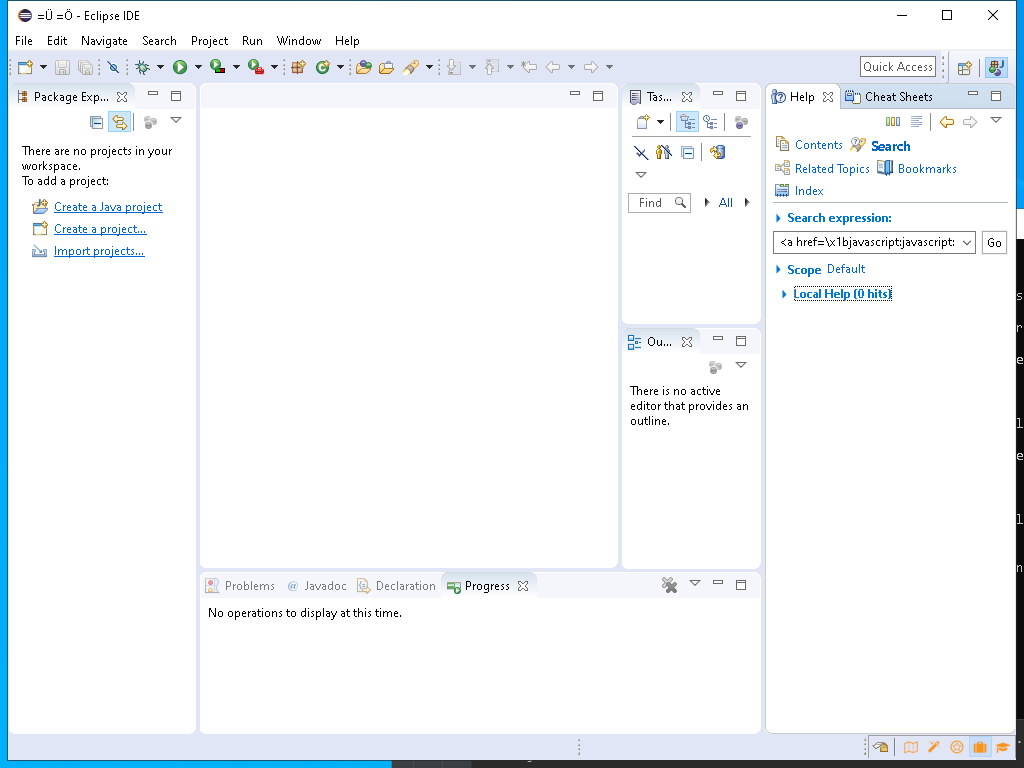 =Ü =Ö - Eclipse IDE
File Edit Navigate Search Project Run Window Help
Quick Access
Package Exp...
There are no projects in your
workspace.
To add a project:
Create a Java project
Create a project...
Import projects...
Tas...
Find
All
Ou...
There is no active
editor that provides an
outline.
Help
Cheat Sheets
Contents
Search
Related Topics
Bookmarks
Index
Search expression:
<a href=\x1bjavascript:javascript:
Go
Scope Default
Local Help (0 hits)
Problems
@ Javadoc
Declaration
Progress
No operations to display at this time.